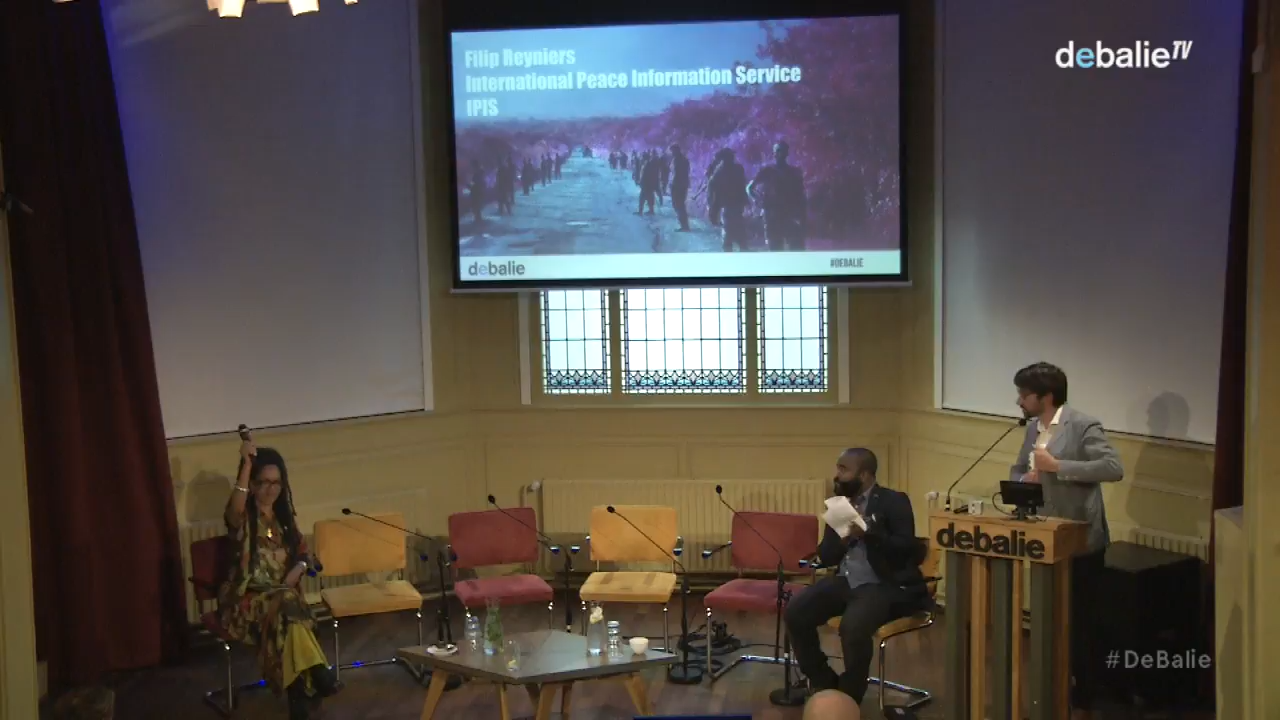 Filip Reyniers
International Peace Information Service
IPIS
debalie
#DEBALIE
debalieTV
debalie
#DeBalie